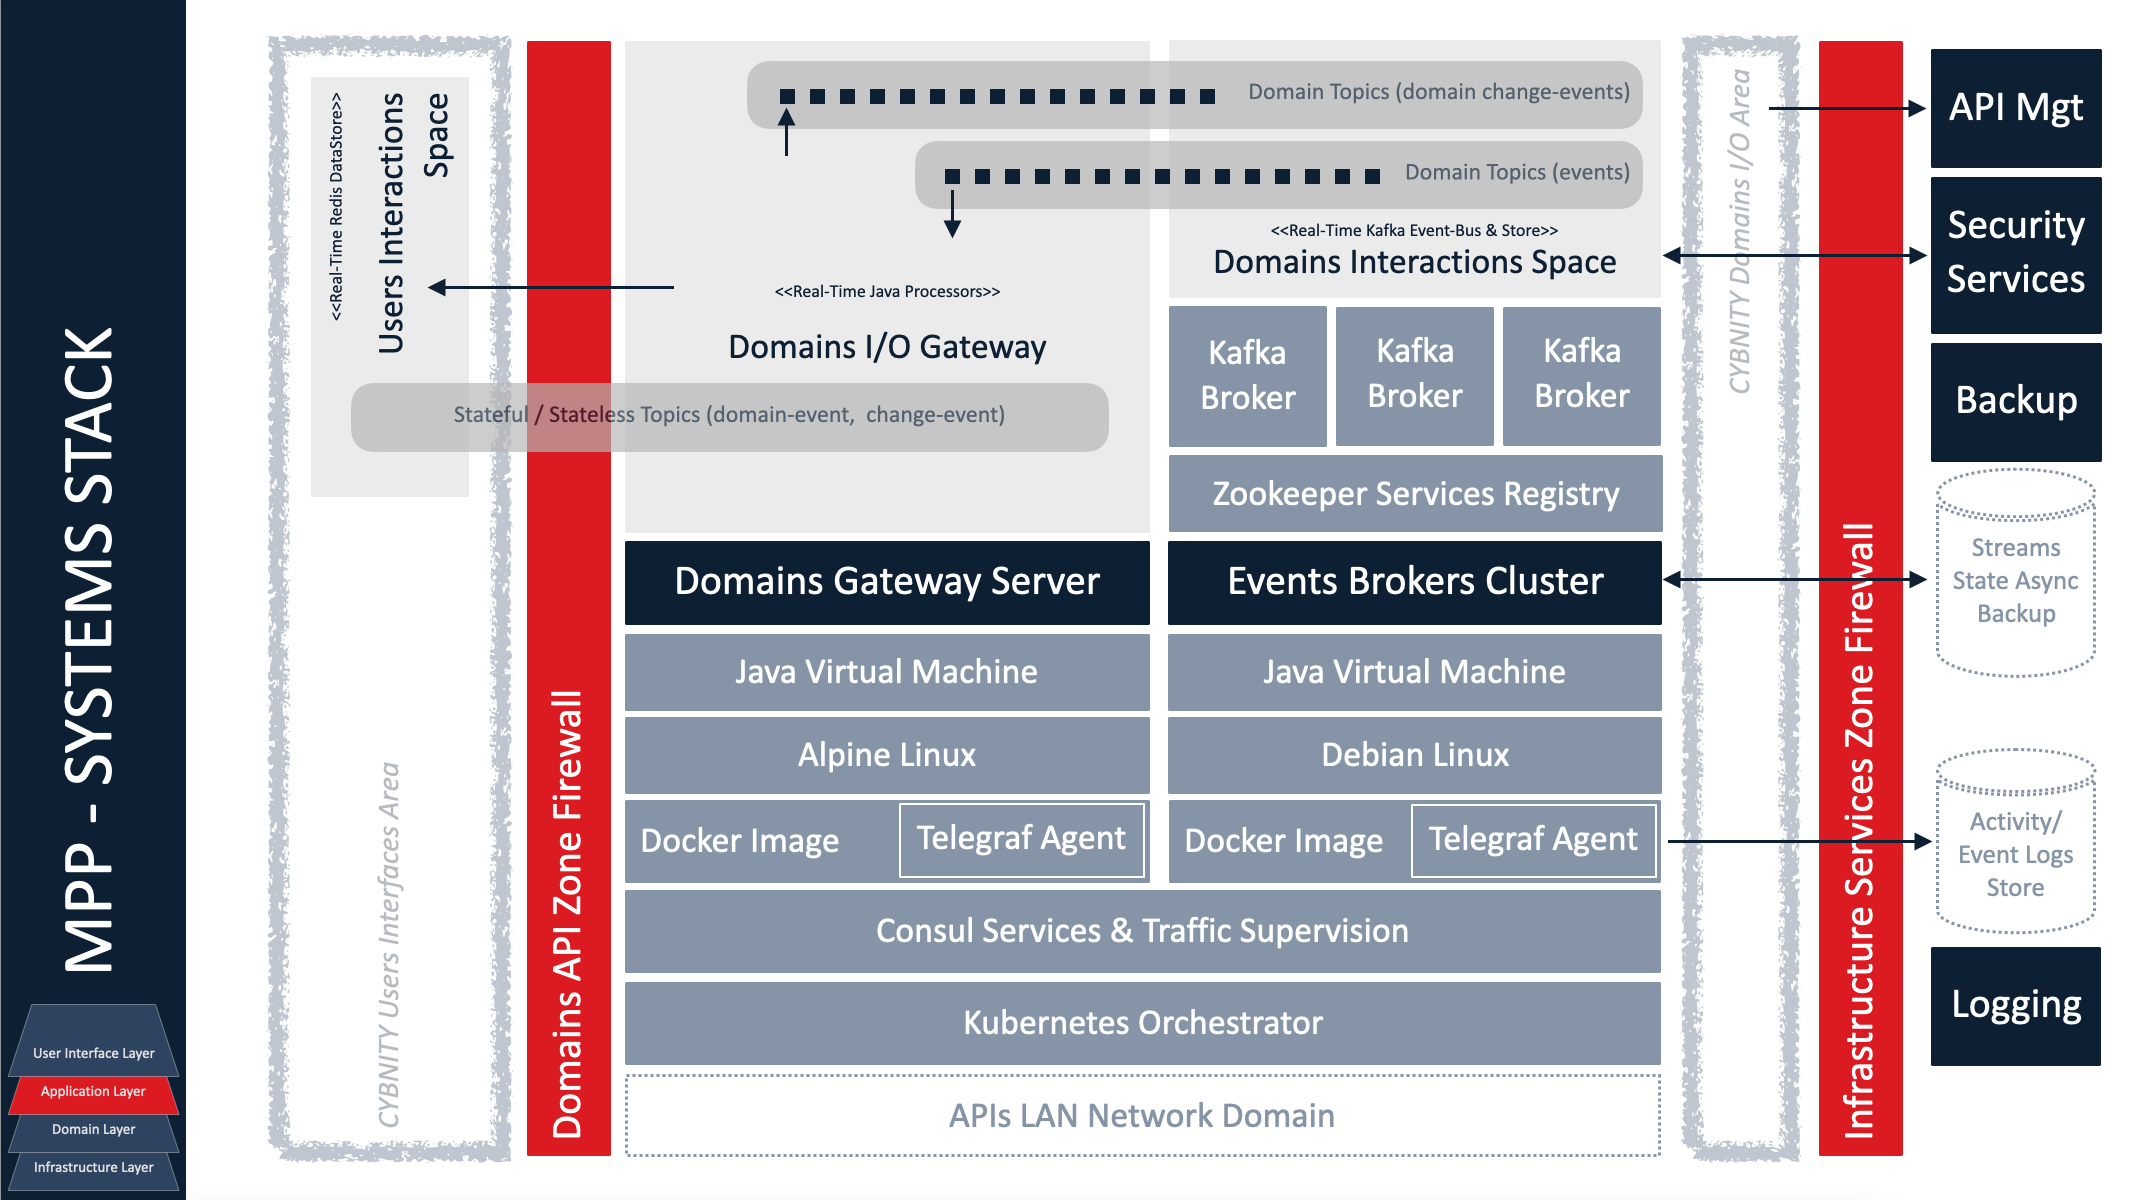 MPP - SYSTEMS STACK
User Interface Layer
Application Layer
Domain Layer
Infrastructure Layer
<<Real-Time Redis DataStore>>
Users Interactions
Space
CYBNITY Users Interfaces Area
Domains API Zone Firewall
Domain Topics (domain change-events)
Domain Topics (events)
<<Real-Time Java Processors>>
Domains I/O Gateway
Stateful / Stateless Topics (domain-event,  change-event)
<<Real-Time Kafka Event-Bus & Store>>
Domains Interactions Space
Kafka
Broker
Kafka
Broker
Kafka
Broker
Zookeeper Services Registry
Domains Gateway Server
Events Brokers Cluster
Java Virtual Machine
Java Virtual Machine
Alpine Linux
Debian Linux
Docker Image
Telegraf Agent
Docker Image
Telegraf Agent
Consul Services & Traffic Supervision
Kubernetes Orchestrator
APIs LAN Network Domain
CYBNITY Domains I/O Area
Infrastructure Services Zone Firewall
API Mgt
Security
Services
Backup
Streams
State Async
Backup
Activity/
Event Logs
Store
Logging